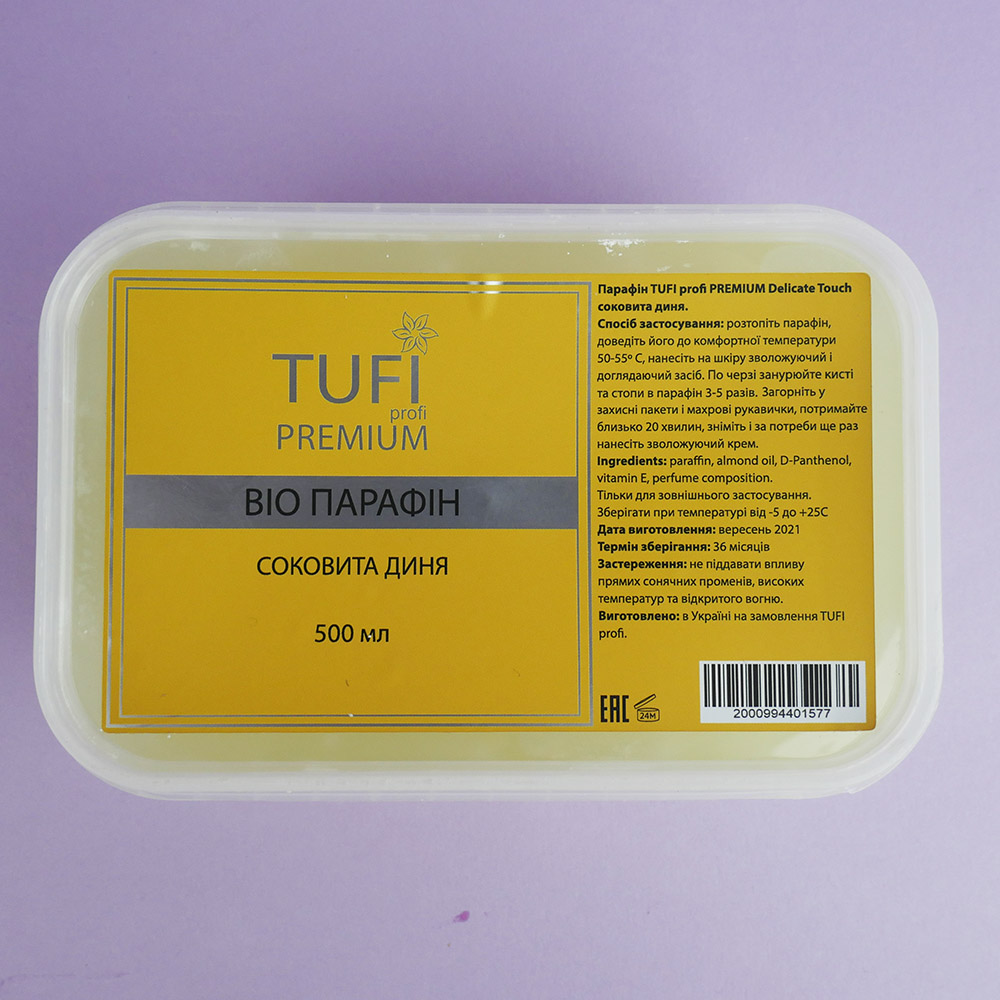 TUFI
profi
PREMIUM
ВІО ПАРАФІН
СОКОВИТА ДИНЯ
500 мл
Парафін TUFI profi PREMIUM Delicate Touch
соковита диня.
Спосіб застосування: розтопіть парафін,
доведіть його до комфортної температури
50-55º С, нанесіть на шкіру зволожуючий і
доглядаючий засіб. По черзі занурюйте кисті
та стопи в парафін 3-5 разів. Загорніть у
захисні пакети і махрові рукавички, потримайте
близько 20 хвилин, зніміть і за потреби ще раз
нанесіть зволожуючий крем.
Ingredients: paraffin, almond oil, D-Panthenol,
vitamin E, perfume composition.
Тільки для зовнішнього застосування.
Зберігати при температурі від -5 до +25С
Дата виготовлення: вересень 2021
Термін зберігання: 36 місяців
Застереження: не піддавати впливу
прямих сонячних променів, високих
температур та відкритого вогню.
Виготовлено: в Україні на замовлення TUFI
profi.
EAC
24M
2000994401577